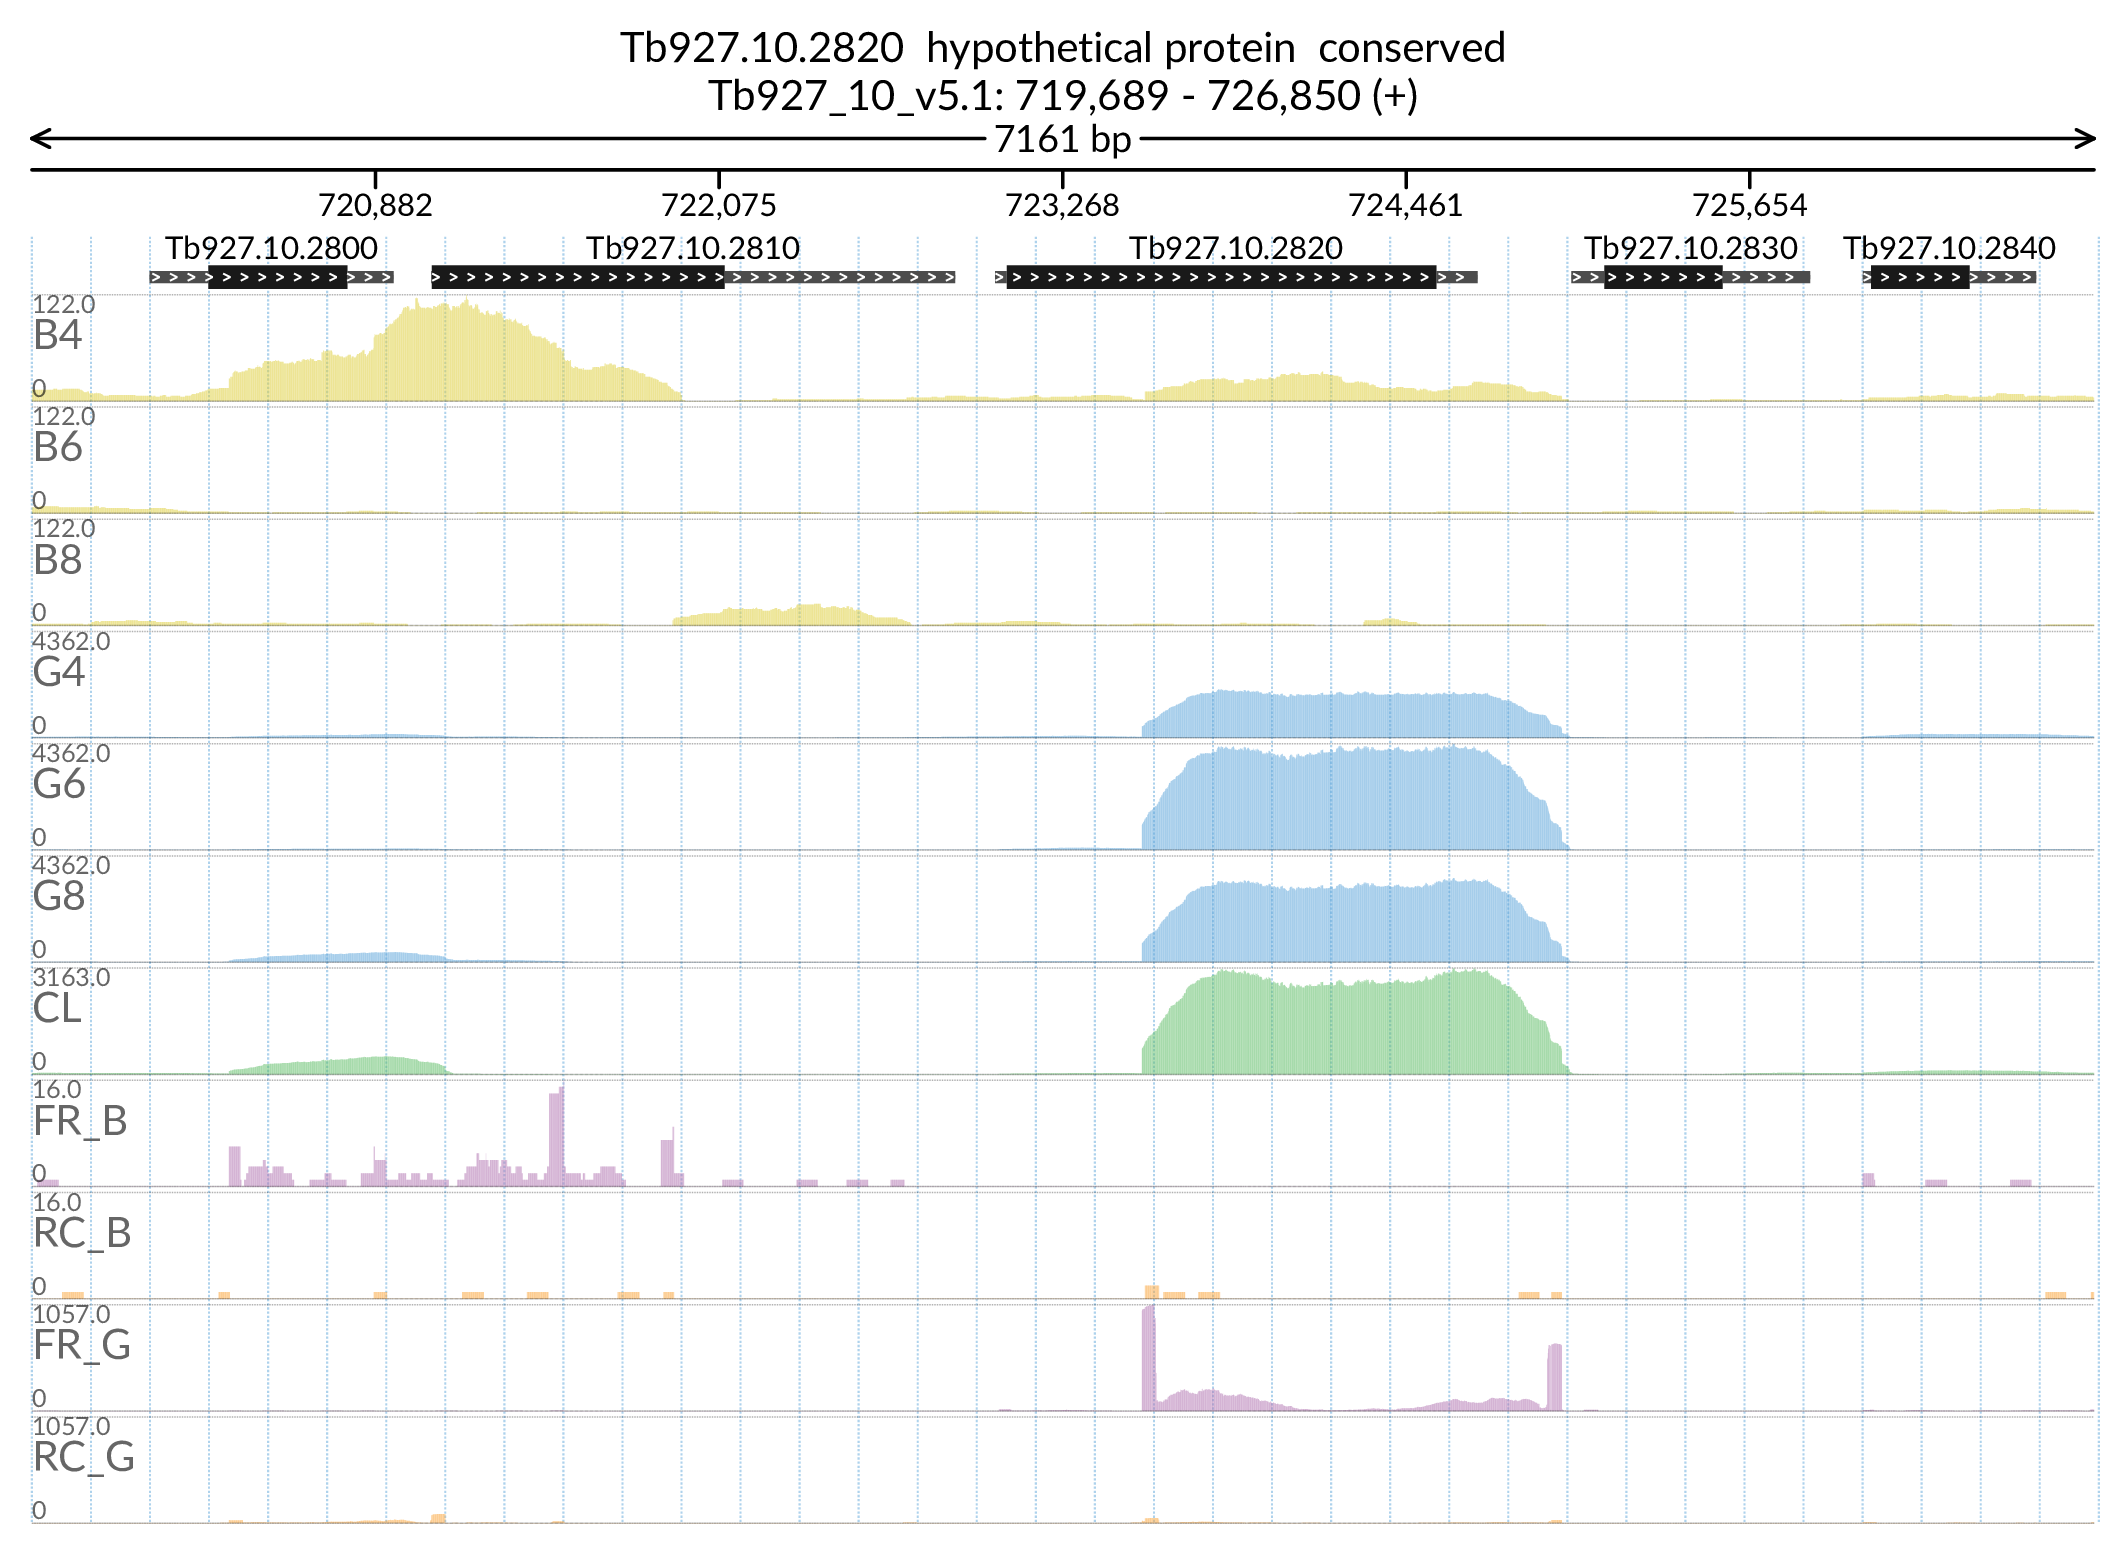 Tb927.10.2820  hypothetical protein  conserved
Tb927_10_v5.1: 719,689 - 726,850 (+)
7161 bp
720,882 722,075 723,268 724,461 725,654
Tb927.10.2800 Tb927.10.2810 Tb927.10.2820 Tb927.10.2830 Tb927.10.2840
122.0
B4
0
122.0
B6
0
122.0
B8
0
4362.0
G4
0
4362.0
G6
0
4362.0
G8
0
3163.0
CL
0
16.0
FR_B
0
16.0
RC_B
0
1057.0
FR_G
0
1057.0
RC_G
0